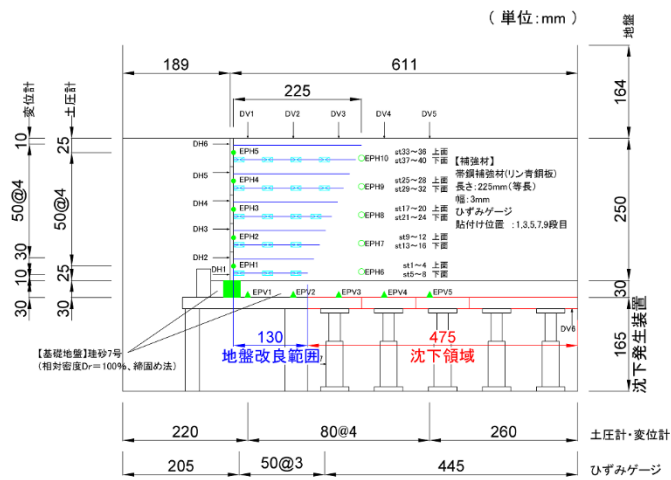 (単位:mm)
地盤
189
611
164
225
変位計
土圧計
DV1
DV2
DV3
DV4
DV5
10
25
DH6
EPH5
st33~36 上面
st37~40 下面
EPH10
【補強材】
帯鋼補強材(リン青銅板)
長さ:225mm(等長)
幅:3mm
ひずみゲージ
貼付け位置 :1,3,5,7,9段目
DH5
EPH4
st25~28 上面
st29~32 下面
EPH9
50@4
50@4
250
DH4
EPH3
st17~20 上面
st21~24 下面
EPH8
DH3
EPH2
st9~12 上面
st13~16 下面
EPH7
30
DH2
EPH1
st1~4 上面
st5~8 下面
EPH6
10
25
DH1
30
30
30
EPV1
EPV2
EPV3
EPV4
EPV5
DV6
130
475
地盤改良範囲
沈下領域
165
沈下発生装置
【基礎地盤】珪砂7号
(相対密度Dr=100%、締固め法)
220
80@4
260
土圧計・変位計
205
50@3
445
ひずみゲージ